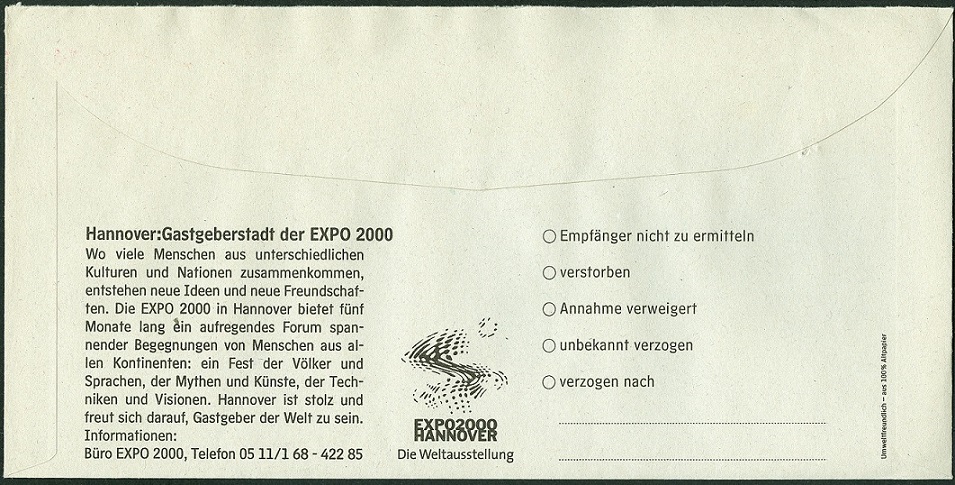 Hannover:Gastgeberstadt der EXPO 2000
Wo viele Menschen aus unterschiedlichen
Kulturen und Nationen zusammenkommen,
entstehen neue Ideen und neue Freundschaf-
ten. Die EXPO 2000 in Hannover bietet fünf
Monate lang ein aufregendes Forum span-
nender Begegnungen von Menschen aus al-
len Kontinenten: ein Fest der Völker und
Sprachen, der Mythen und Künste, der Tech-
niken und Visionen. Hannover ist stolz und
freut sich darauf, Gastgeber der Welt zu sein.
Informationen:
Büro EXPO 2000, Telefon 05 11/1 68 - 422 85
EXPO2000
HANNOVER
Die Weltausstellung
Empfänger nicht zu ermitteln
verstorben
Annahme verweigert
unbekannt verzogen
verzogen nach
Umweltfreundlich – aus 100% Altpapier